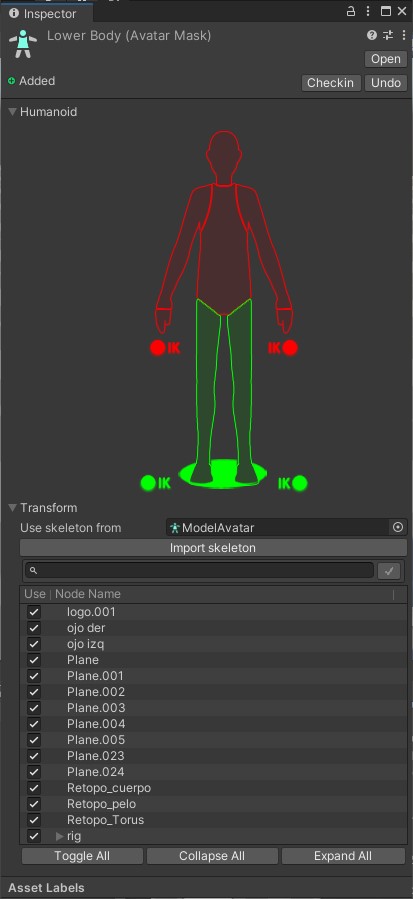 Inspector
Lower Body (Avatar Mask)
Open
Added
Checkin
Undo
Humanoid
IK
IK
IK
IK
Transform
Use skeleton from
ModelAvatar
Import skeleton
Use
Node Name
logo.001
ojo der
ojo izq
Plane
Plane.001
Plane.002
Plane.003
Plane.004
Plane.005
Plane.023
Plane.024
Retopo_cuerpo
Retopo_pelo
Retopo_Torus
rig
Toggle All
Collapse All
Expand All
Asset Labels